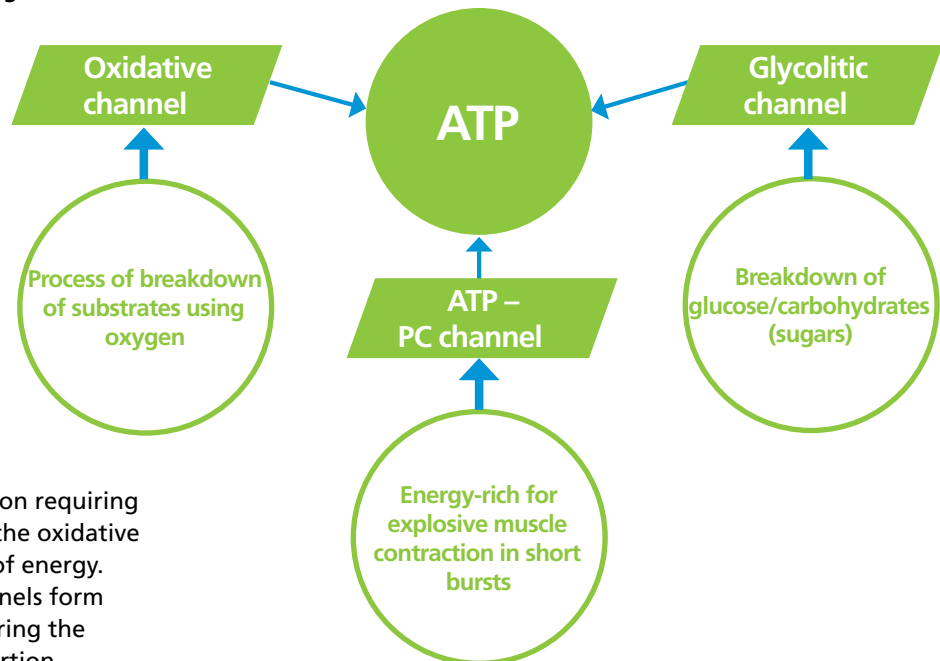 Oxidative
channel
ATP
Glycolitic
channel
Process of breakdown
of substrates using
oxygen
ATP –
PC channel
Breakdown of
glucose/carbohydrates
(sugars)
Energy-rich for
explosive muscle
contraction in short
bursts
on requiring
the oxidative
of energy.
nels form
ring the